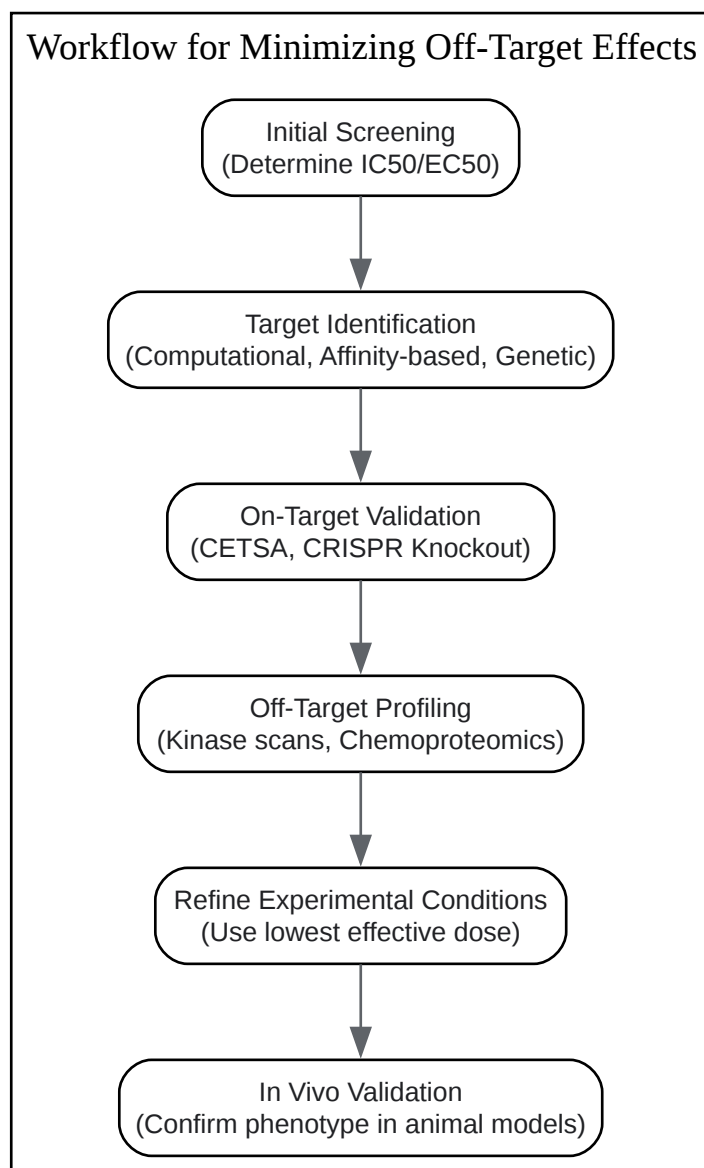 Workflow for Minimizing Off-Target Effects
Initial Screening
(Determine IC50/EC50)
Target Identification
(Computational, Affinity-based, Genetic)
On-Target Validation
(CETSA, CRISPR Knockout)
Off-Target Profiling
(Kinase scans, Chemoproteomics)
Refine Experimental Conditions
(Use lowest effective dose)
In Vivo Validation
(Confirm phenotype in animal models)